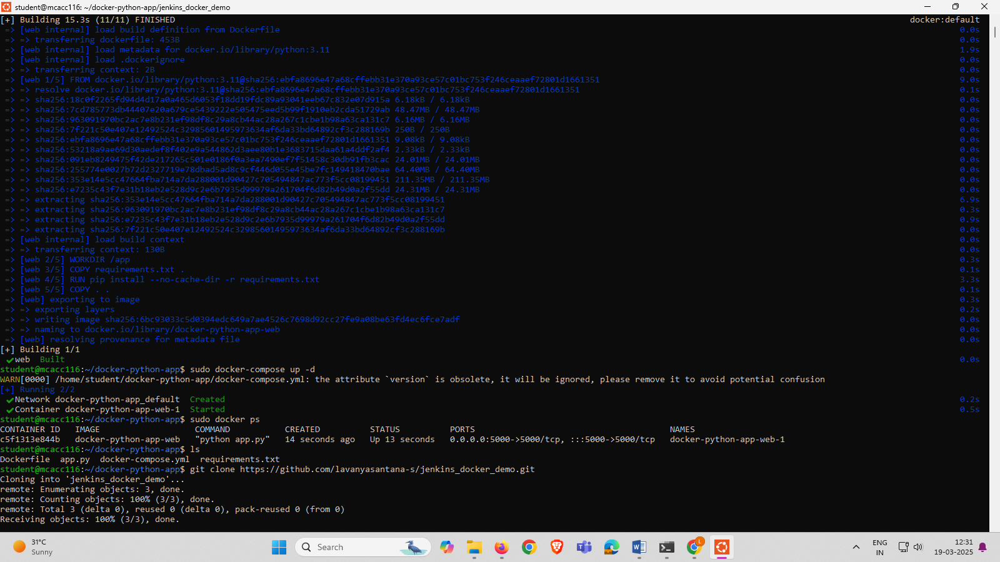 student@mcacc116: ~/docker-python-app/jenkins_docker_demo
[+] Building 15.3s (11/11) FINISHED docker:default
=> [web internal] load build definition from Dockerfile 0.0s
=> => transferring dockerfile: 453B 0.0s
=> [web internal] load metadata for docker.io/library/python:3.11 1.9s
=> [web internal] load .dockerignore 0.0s
=> => transferring context: 2B 0.0s
=> [web 1/5] FROM docker.io/library/python:3.11@sha256:ebfa8696e47a68cffebb31e370a93ce57c01bc753f246ceaaef72801d1661351 9.0s
=> => resolve docker.io/library/python:3.11@sha256:ebfa8696e47a68cffebb31e370a93ce57c01bc753f246ceaaef72801d1661351 0.1s
=> => sha256:18c0f2265fd94d4d17a0a465d6053f18dd19fdc89a93041eeb67c832e07d915a 6.18kB / 6.18kB 0.0s
=> => sha256:7cd785773db44407e20a679ce5439222e505475eed5b99f1910eb2cda51729ab 48.47MB / 48.47MB 0.0s
=> => sha256:963091970bc2ac7e8b231ef98df8c29a8cb44ac28a267c1cbe1b98a63ca131c7 6.16MB / 6.16MB 0.0s
=> => sha256:7f221c50e407e12492524c32985601495973634af6da33bd64892cf3c288169b 250B / 250B 0.0s
=> => sha256:ebfa8696e47a68cffebb31e370a93ce57c01bc753f246ceaaef72801d1661351 9.08kB / 9.08kB 0.0s
=> => sha256:53218a9ae69d30aedef8f402e9a544862d3aee80b1e3683715daa61a4ddf2af4 2.33kB / 2.33kB 0.0s
=> => sha256:091eb8249475f42de217265c501e0186f0a3ea7490ef7f51458c30db91fb3cac 24.01MB / 24.01MB 0.0s
=> => sha256:255774e0027b72d2327719e78dbad5ad8c9cf446d055e45be7fc149418470bae 64.40MB / 64.40MB 0.0s
=> => sha256:353e14e5cc47664fba714a7da288001d90427c705494847ac773f5cc08199451 211.35MB / 211.35MB 0.0s
=> => sha256:e7235c43f7e31b18eb2e528d9c2e6b7935d99979a261704f6d82b49d0a2f55dd 24.31MB / 24.31MB 0.0s
=> => extracting sha256:353e14e5cc47664fba714a7da288001d90427c705494847ac773f5cc08199451 6.9s
=> => extracting sha256:963091970bc2ac7e8b231ef98df8c29a8cb44ac28a267c1cbe1b98a63ca131c7 0.3s
=> => extracting sha256:e7235c43f7e31b18eb2e528d9c2e6b7935d99979a261704f6d82b49d0a2f55dd 0.9s
=> => extracting sha256:7f221c50e407e12492524c32985601495973634af6da33bd64892cf3c288169b 0.0s
=> [web internal] load build context 0.0s
=> => transferring context: 130B 0.0s
=> [web 2/5] WORKDIR /app 0.3s
=> [web 3/5] COPY requirements.txt . 0.1s
=> [web 4/5] RUN pip install --no-cache-dir -r requirements.txt 3.3s
=> [web 5/5] COPY . . 0.1s
=> [web] exporting to image 0.3s
=> => exporting layers 0.2s
=> => writing image sha256:6bc93033c5d0394edc649a7ae4526c7698d92cc27fe9a08be63fd4ec6fce7adf 0.0s
=> => naming to docker.io/library/docker-python-app-web 0.0s
=> [web] resolving provenance for metadata file 0.0s
[+] Building 1/1
✔web Built 0.0s
student@mcacc116:~/docker-python-app$ sudo docker-compose up -d
WARN[0000] /home/student/docker-python-app/docker-compose.yml: the attribute `version` is obsolete, it will be ignored, please remove it to avoid potential confusion
[+] Running 2/2
✔Network docker-python-app_default Created 0.2s
✔Container docker-python-app-web-1 Started 0.5s
student@mcacc116:~/docker-python-app$ sudo docker ps
CONTAINER ID IMAGE COMMAND CREATED STATUS PORTS NAMES
c5f1313e844b docker-python-app-web "python app.py" 14 seconds ago Up 13 seconds 0.0.0.0:5000->5000/tcp, :::5000->5000/tcp docker-python-app-web-1
student@mcacc116:~/docker-python-app$ ls
Dockerfile app.py docker-compose.yml requirements.txt
student@mcacc116:~/docker-python-app$ git clone https://github.com/lavanyasantana-s/jenkins_docker_demo.git
Cloning into 'jenkins_docker_demo'...
remote: Enumerating objects: 3, done.
remote: Counting objects: 100% (3/3), done.
remote: Total 3 (delta 0), reused 0 (delta 0), pack-reused 0 (from 0)
Receiving objects: 100% (3/3), done.
31°C
Sunny
Search
L
ENG
IN
12:31
19-03-2025